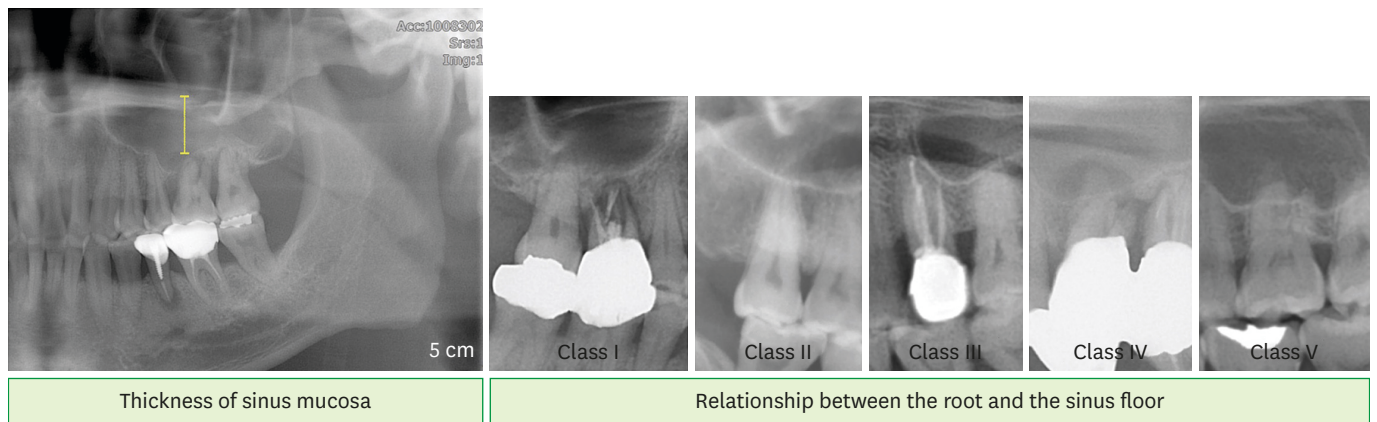 Acc:1008302
Srs:1
Img:1
5 cm
Class I
Class II
Class III
Class IV
Class V
Thickness of sinus mucosa
Relationship between the root and the sinus floor